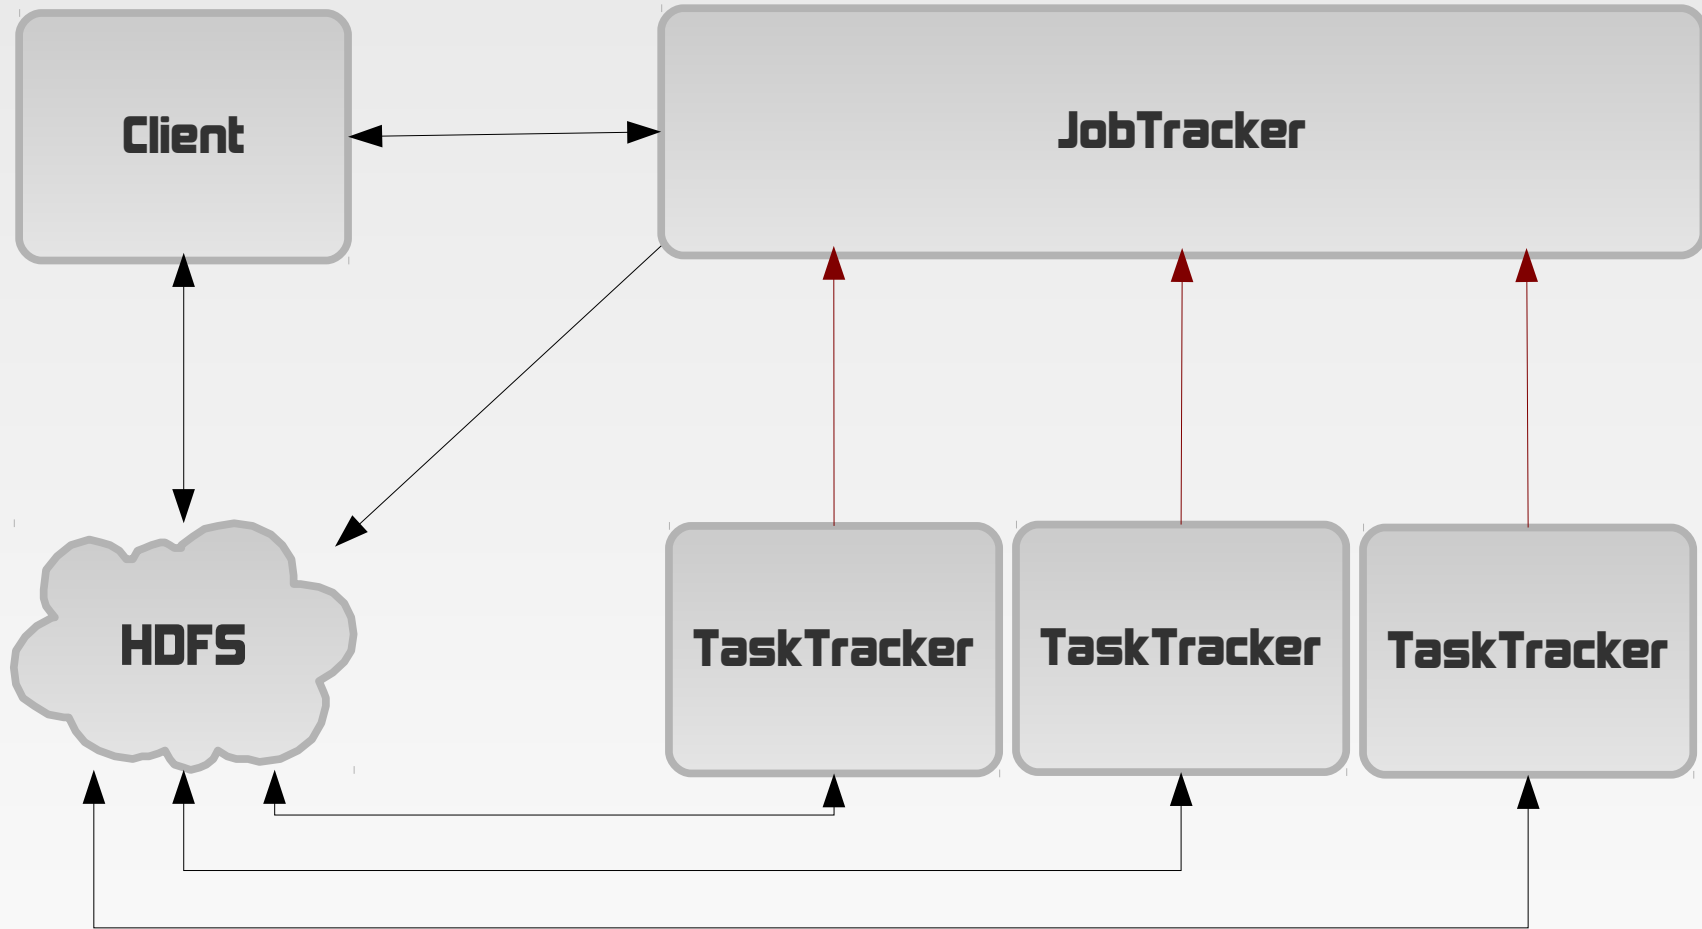 Client
JobTracker
HDFS
TaskTracker
TaskTracker
TaskTracker